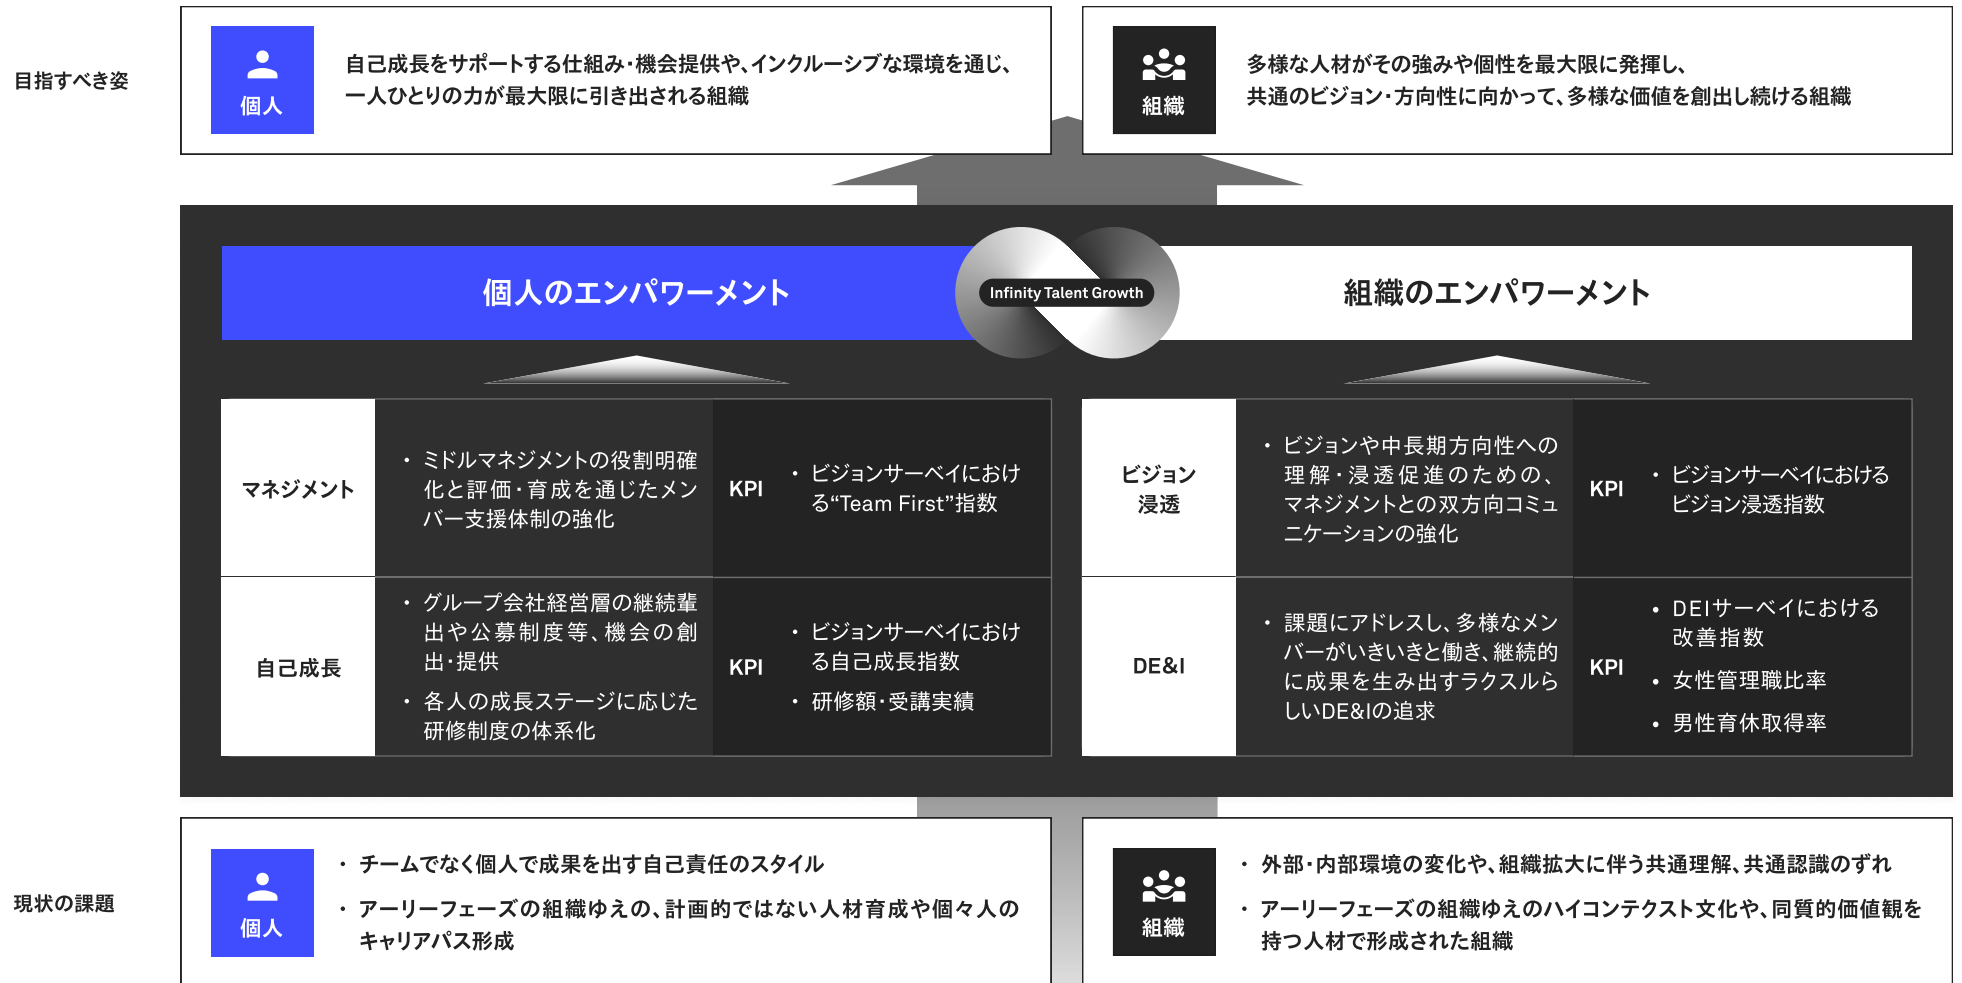 目指すべき姿
個人
自己成長をサポートする仕組み・機会提供や、インクルーシブな環境を通じ、
一人ひとりの力が最大限に引き出される組織
組織
多様な人材がその強みや個性を最大限に発揮し、
共通のビジョン・方向性に向かって、多様な価値を創出し続ける組織
個人のエンパワーメント
Infinity Talent Growth
組織のエンパワーメント
マネジメント
・ミドルマネジメントの役割明確
化と評価・育成を通じたメン
バー支援体制の強化
KPI
・ビジョンサーベイにおけ
る“Team First”指数
自己成長
・グループ会社経営層の継続輩
出や公募制度等、機会の創
出・提供
・各人の成長ステージに応じた
研修制度の体系化
KPI
・ビジョンサーベイにおけ
る自己成長指数
・研修額・受講実績
ビジョン
浸透
・ビジョンや中長期方向性への
理解・浸透促進のための、
マネジメントとの双方向コミュ
ニケーションの強化
KPI
・ビジョンサーベイにおける
ビジョン浸透指数
DE&I
・課題にアドレスし、多様なメン
バーがいきいきと働き、継続的
に成果を生み出すラクスルら
しいDE&Iの追求
KPI
・DEIサーベイにおける
改善指数
・女性管理職比率
・男性育休取得率
現状の課題
個人
・チームでなく個人で成果を出す自己責任のスタイル
・アーリーフェーズの組織ゆえの、計画的ではない人材育成や個々人の
キャリアパス形成
組織
・外部・内部環境の変化や、組織拡大に伴う共通理解、共通認識のずれ
・アーリーフェーズの組織ゆえのハイコンテクスト文化や、同質的価値観を
持つ人材で形成された組織